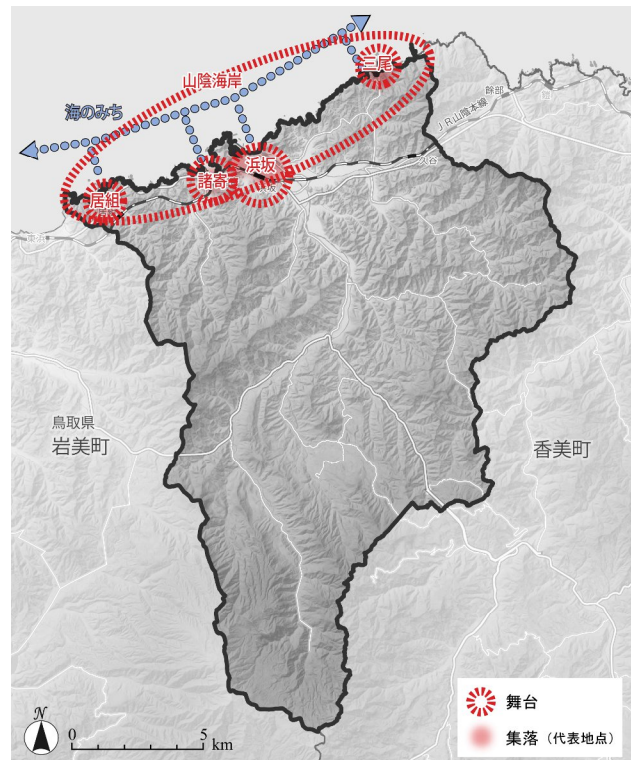 三尾
山陰海岸
海のみち
餘部
JR山陰本線
久谷
浜坂
諸寄
居組
鳥取県
岩美町
香美町
舞台
集落（代表地点）
N
0 5 km